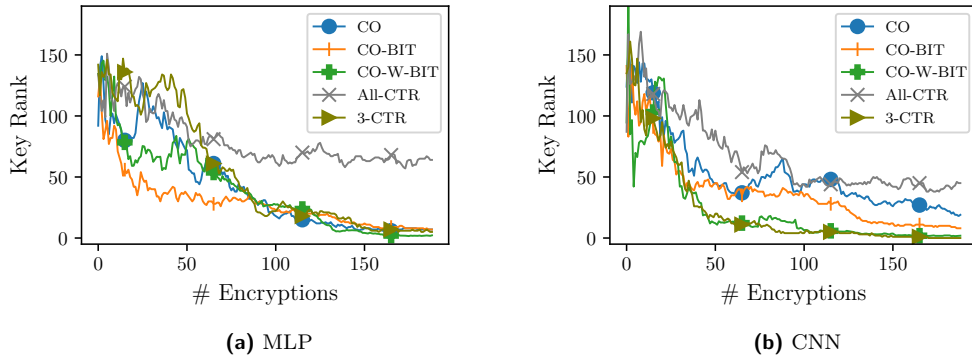 CO
CO-BIT
CO-W-BIT
All-CTR
3-CTR
Key Rank
150
100
50
0
0 50 100 150
# Encryptions
(a) MLP
CO
CO-BIT
CO-W-BIT
All-CTR
3-CTR
Key Rank
150
100
50
0
0 50 100 150
# Encryptions
(b) CNN